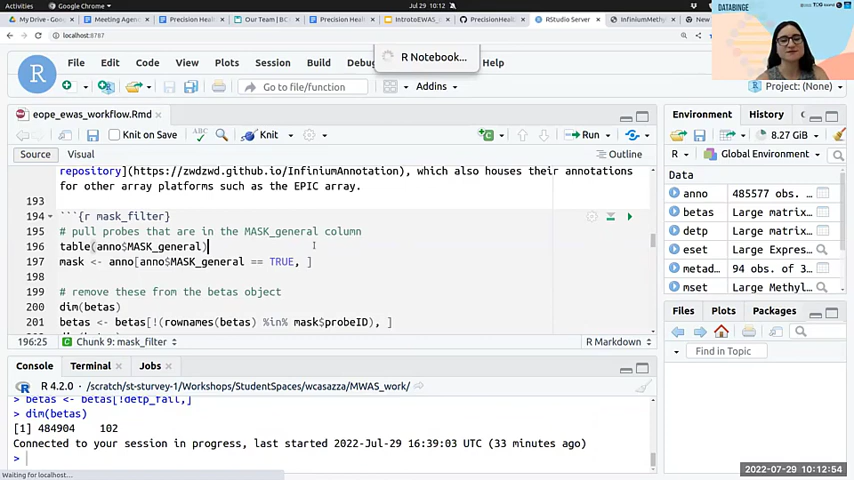 Activities
Google Chrome
29 Jul 10:12
TCG
My Drive - G
Meeting Agen
Precision Healt
Our Team | BC
Precision Healt
IntrotoEWAS_
PrecisionHealth
RStudio Server
InfiniumMethyl
New
DATABINGE
localhost:8787
R Notebook...
File Edit Code View Plots Session Build Debug Help
Go to file/function
Addins
Project: (None)
eope_ewas_workflow.Rmd
Environment History
Knit on Save
Knit
Run
8.27 GiB
Source Visual
Outline
R
Global Environment
repository](https://zwdzwd.github.io/InfiniumAnnotation), which also houses their annotations
for other array platforms such as the EPIC array.
193
194 ```{r mask_filter}
195 # pull probes that are in the MASK_general column
196 table(anno$MASK_general)
197 mask <- anno[anno$MASK_general == TRUE, ]
198
199 # remove these from the betas object
200 dim(betas)
201 betas <- betas[!(rownames(betas) %in% mask$probeID), ]
Data
anno 485577 obs.
betas Large matrix
detp Large matrix
eset Large Expres
metad… 94 obs. of 3
mset Large Methyl
196:25
Chunk 9: mask_filter
R Markdown
Files Plots Packages
Find in Topic
Console Terminal Jobs
R 4.2.0 · /scratch/st-sturvey-1/Workshops/StudentSpaces/wcasazza/MWAS_work/
> betas <- betas[!detp_fail,]
> dim(betas)
[1] 484904 102
Connected to your session in progress, last started 2022-Jul-29 16:39:03 UTC (33 minutes ago)
>
Waiting for localhost...
2022-07-29 10:12:54